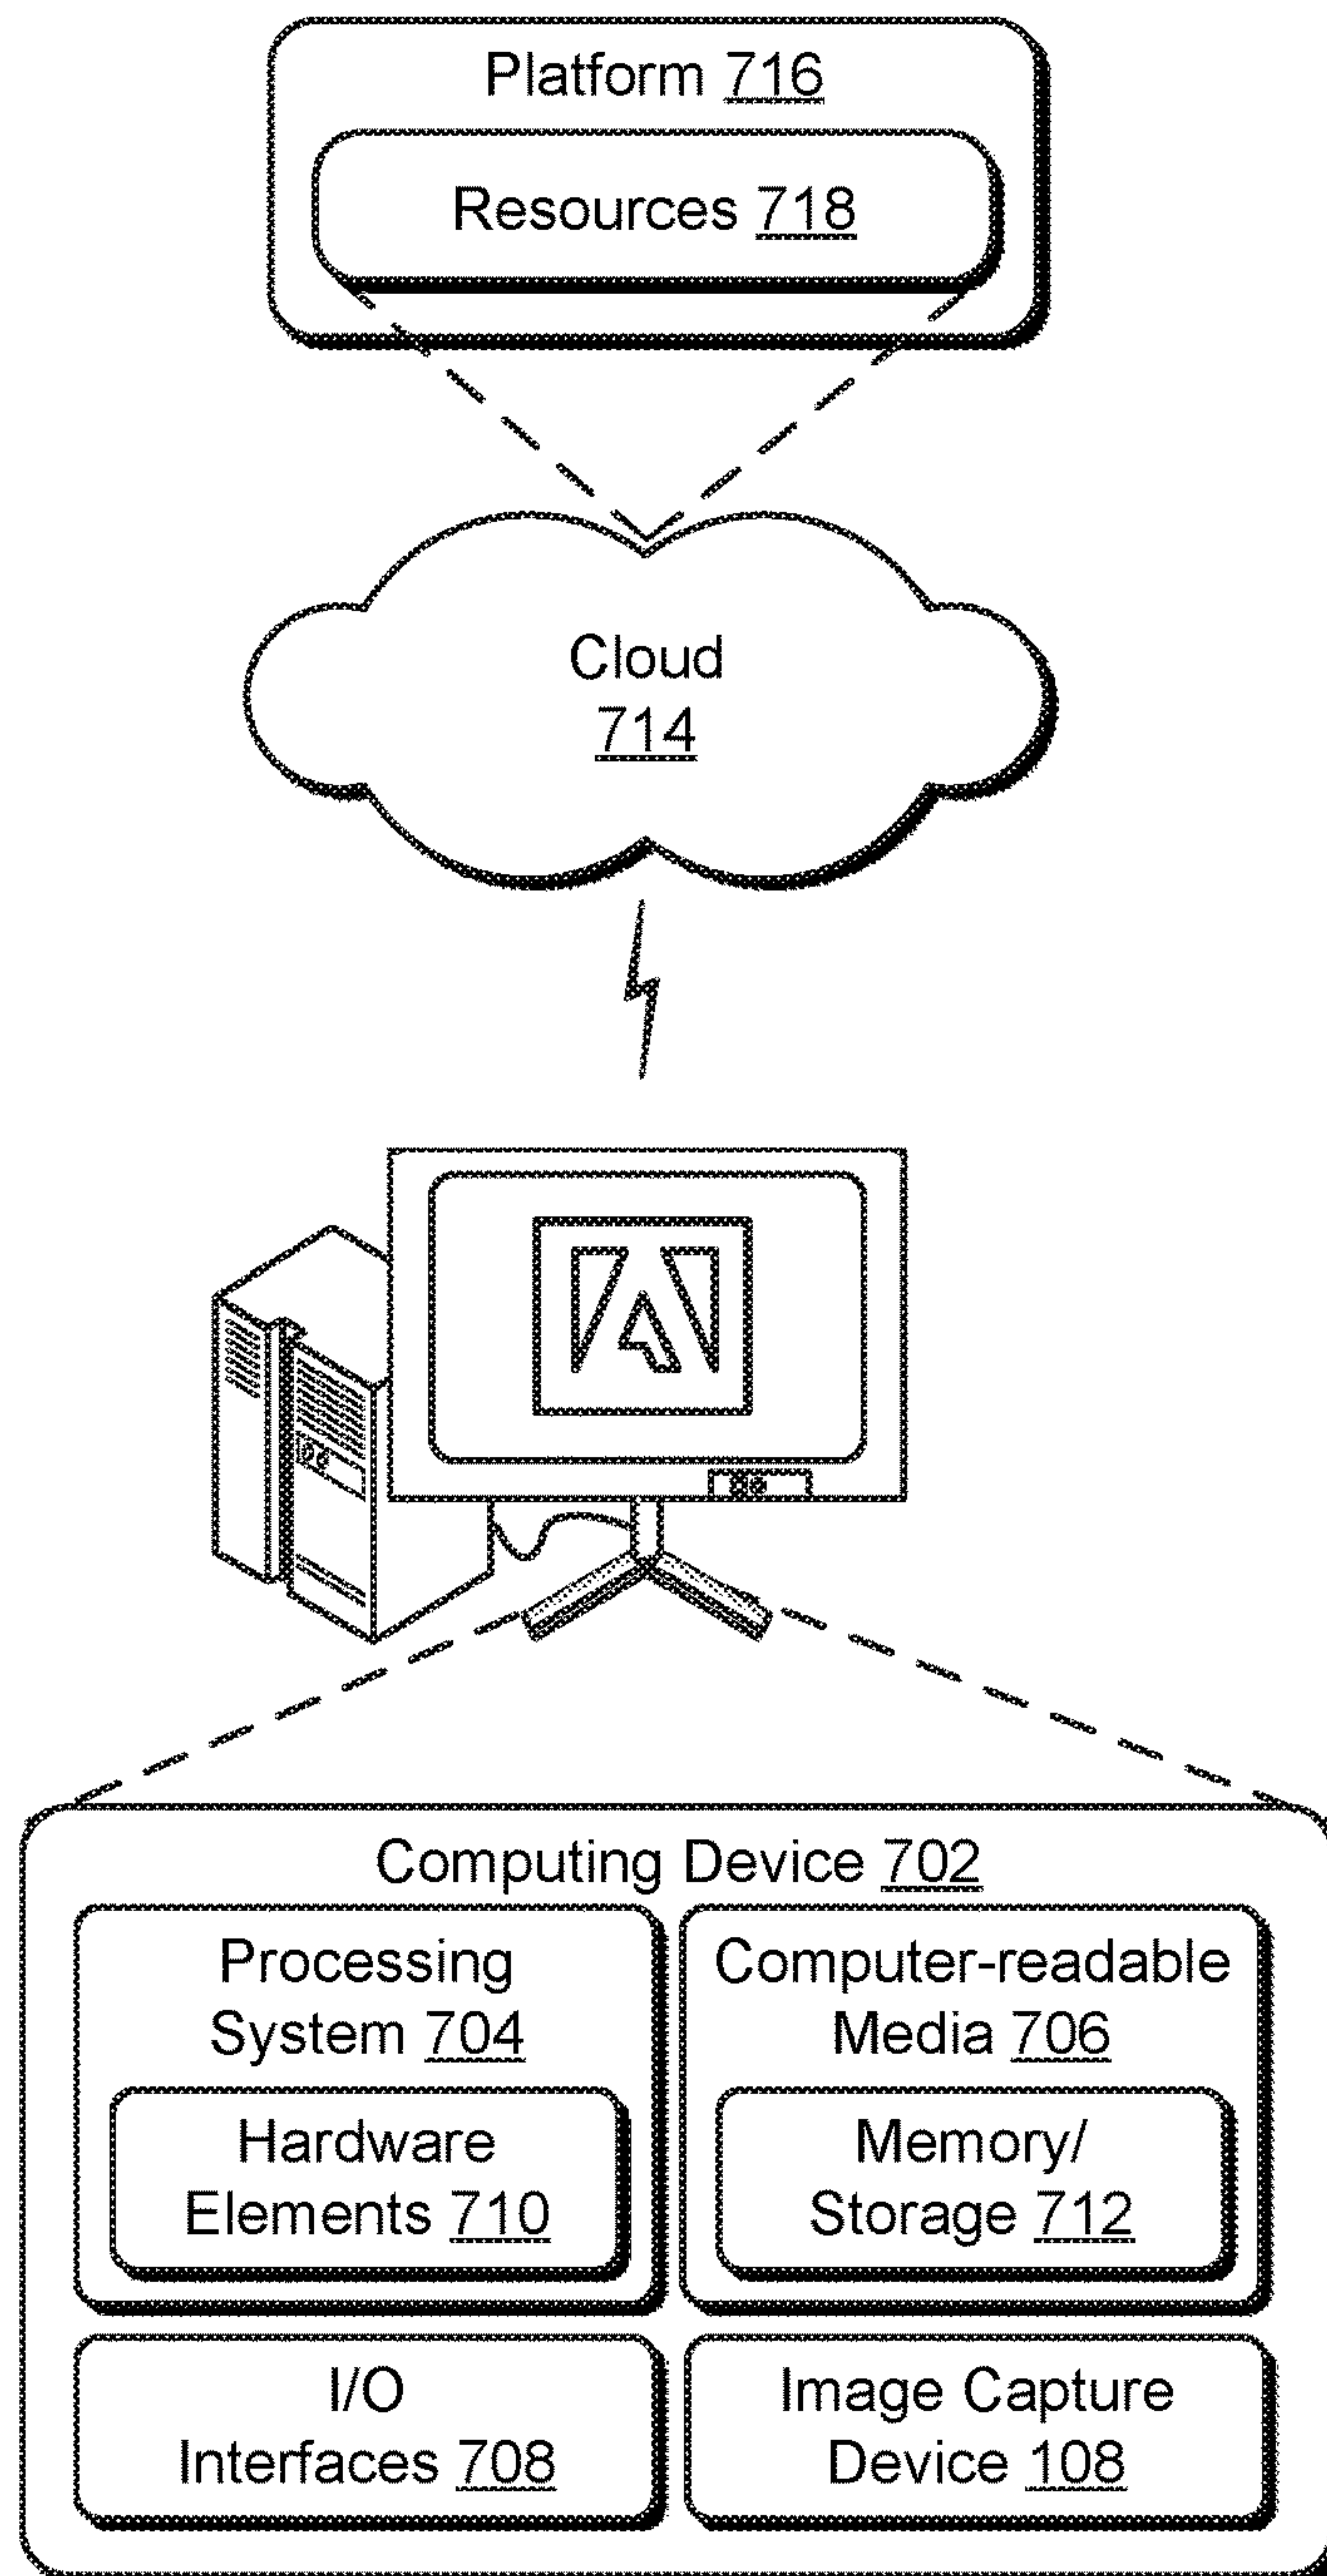 Platform 716
Resources 718
Cloud
714
Computing Device 702
Processing
System 704
Hardware
Elements 710
Computer-readable
Media 706
Memory/
Storage 712
I/O
Interfaces 708
Image Capture
Device 108